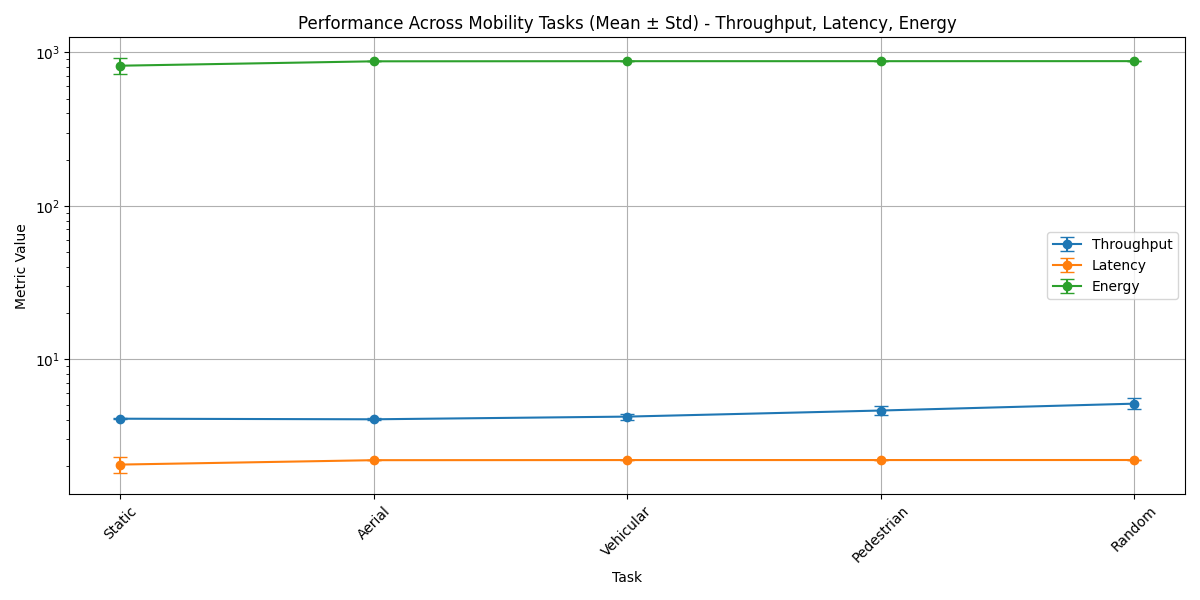 Performance Across Mobility Tasks (Mean ± Std) - Throughput, Latency, Energy
Metric Value
10³
10²
10¹
Throughput
Latency
Energy
Static
Aerial
Vehicular
Pedestrian
Random
Task